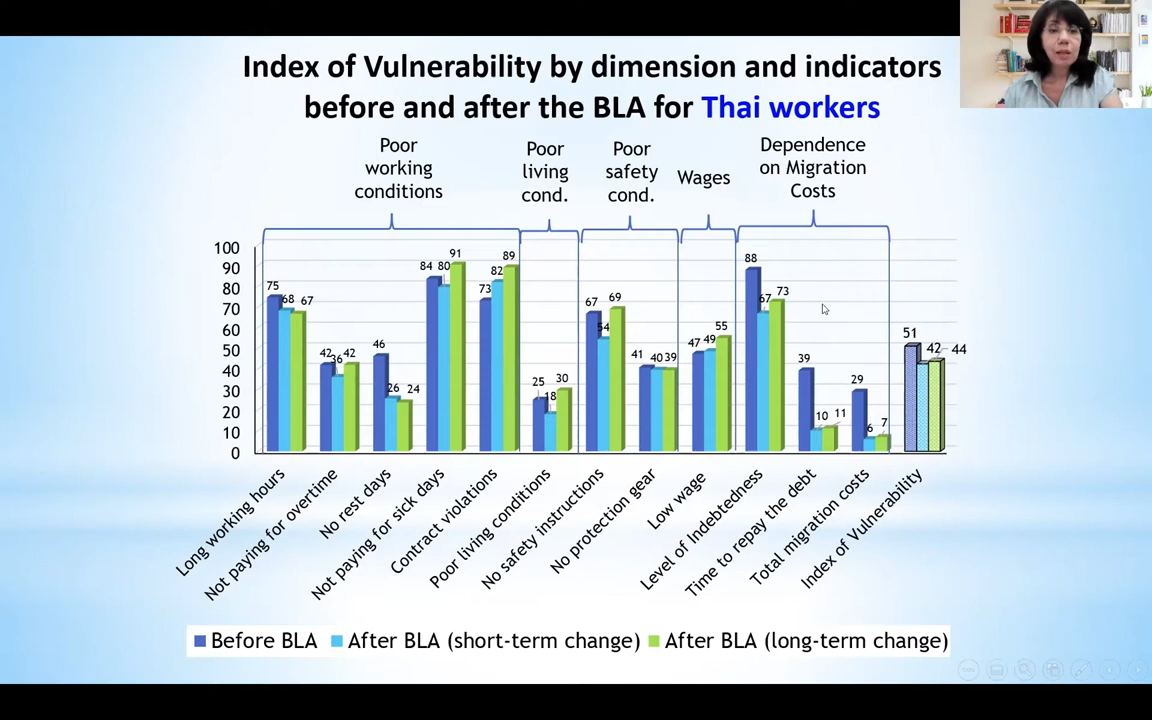 Index of Vulnerability by dimension and indicators
before and after the BLA for Thai workers
Poor
working
conditions
Poor
living
cond.
Poor
safety
cond.
Wages
Dependence
on Migration
Costs
100
90
80
70
60
50
40
30
20
10
0
75 68 67
42 36 42
46 26 24
84 80 91
73 82 89
25 18 30
67 54 69
41 40 39
47 49 55
88 67 73
39 10 11
29 6 7
51 42 44
Long working hours
Not paying for overtime
No rest days
Not paying for sick days
Contract violations
Poor living conditions
No safety instructions
No protection gear
Low wage
Level of Indebtedness
Time to repay the debt
Total migration costs
Index of Vulnerability
Before BLA After BLA (short-term change) After BLA (long-term change)